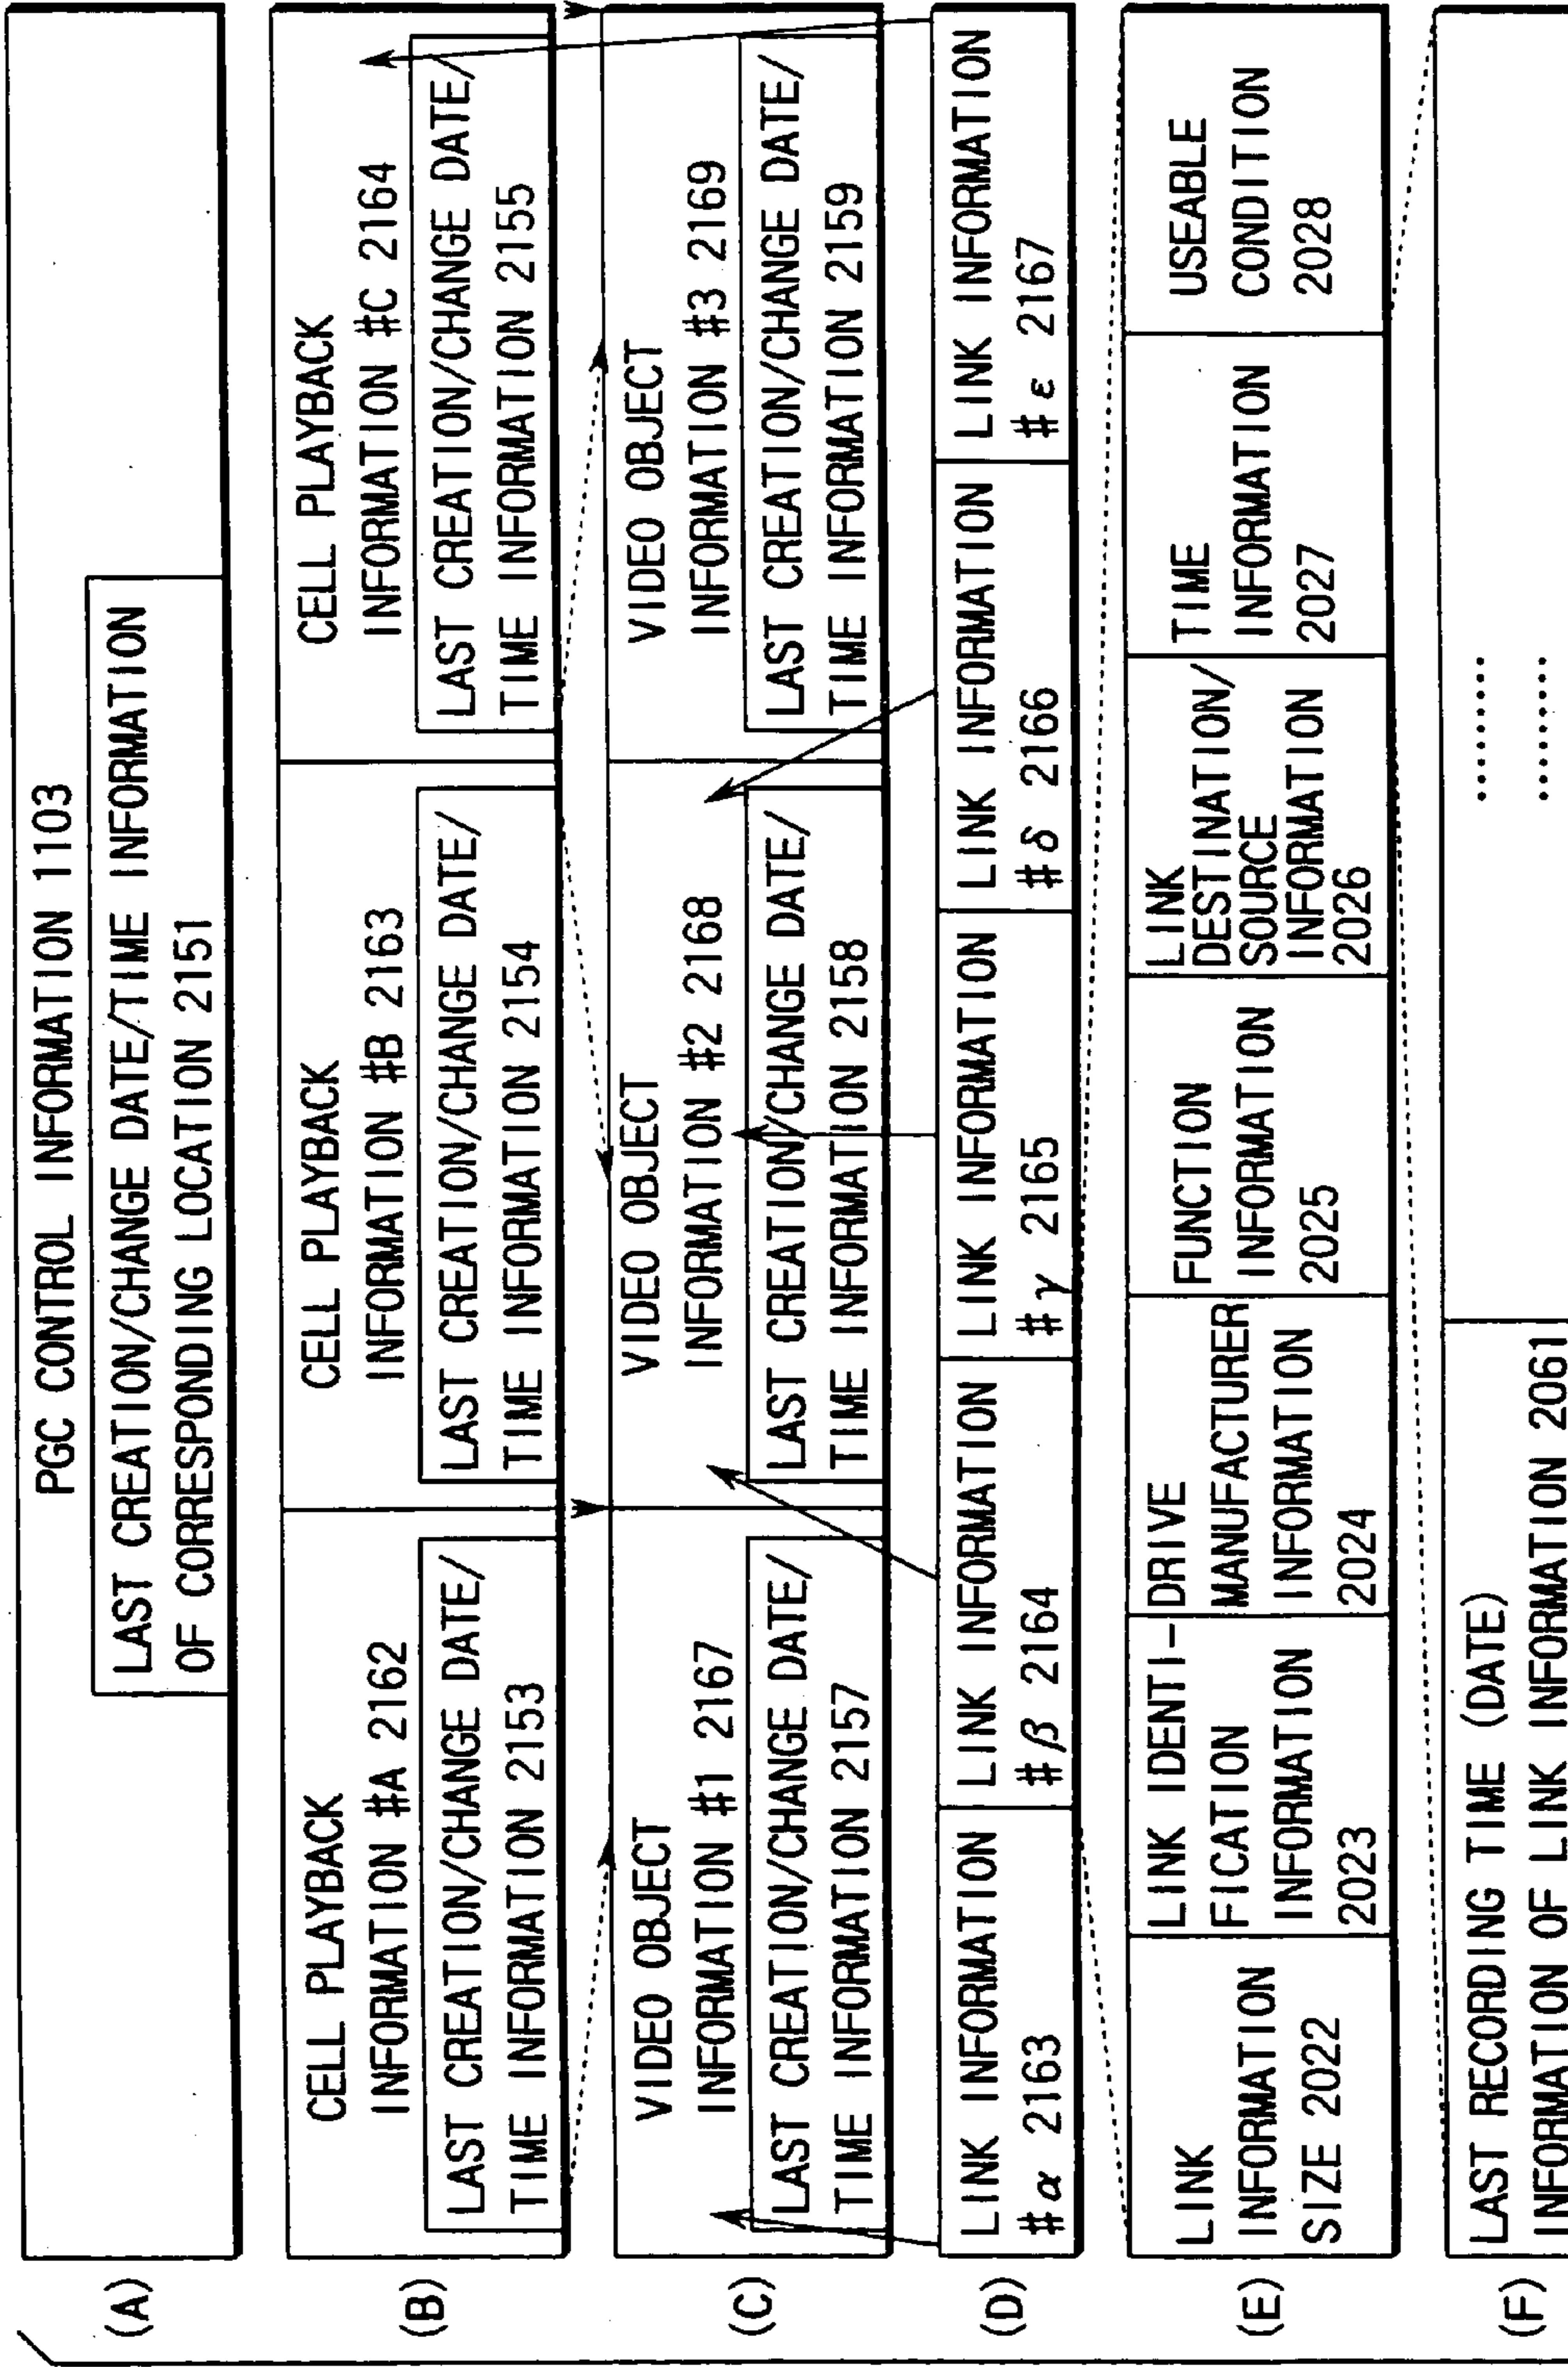 (A)
PGC CONTROL INFORMATION 1103
LAST CREATION/CHANGE DATE/TIME INFORMATION
OF CORRESPONDING LOCATION 2151
(B)
CELL PLAYBACK
INFORMATION #A 2162
LAST CREATION/CHANGE DATE/
TIME INFORMATION 2153
CELL PLAYBACK
INFORMATION #B 2163
LAST CREATION/CHANGE DATE/
TIME INFORMATION 2154
CELL PLAYBACK
INFORMATION #C 2164
LAST CREATION/CHANGE DATE/
TIME INFORMATION 2155
(C)
VIDEO OBJECT
INFORMATION #1 2167
LAST CREATION/CHANGE DATE/
TIME INFORMATION 2157
VIDEO OBJECT
INFORMATION #2 2168
LAST CREATION/CHANGE DATE/
TIME INFORMATION 2158
VIDEO OBJECT
INFORMATION #3 2169
LAST CREATION/CHANGE DATE/
TIME INFORMATION 2159
(D)
LINK INFORMATION
#α 2163
LINK INFORMATION
#β 2164
LINK INFORMATION
#γ 2165
LINK INFORMATION
#δ 2166
LINK INFORMATION
#ε 2167
(E)
LINK
INFORMATION
SIZE 2022
LINK IDENTI-
FICATION
INFORMATION
2023
DRIVE
MANUFACTURER
INFORMATION
2024
FUNCTION
INFORMATION
2025
LINK
DESTINATION/
SOURCE
INFORMATION
2026
TIME
INFORMATION
2027
USEABLE
CONDITION
2028
(F)
LAST RECORDING TIME (DATE)
INFORMATION OF LINK INFORMATION 2061
........
........